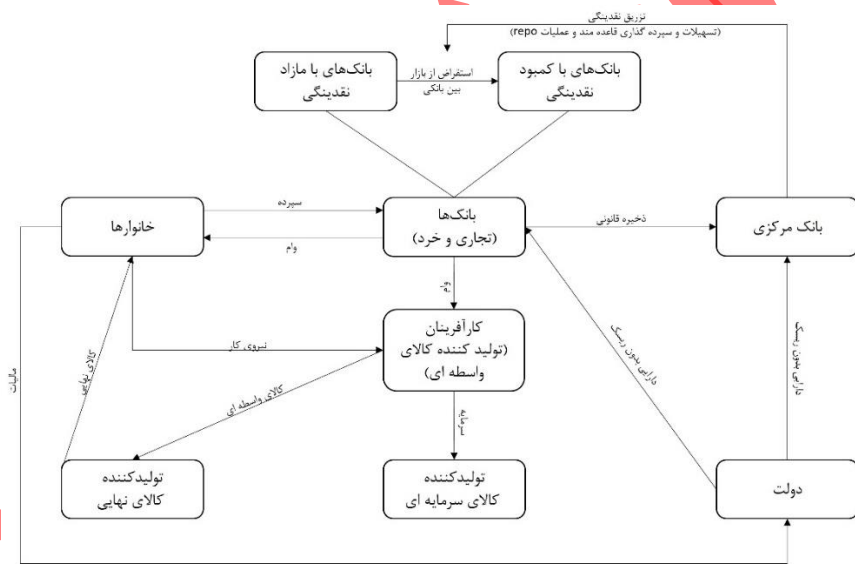 تزریق نقدینگی
(تسهیلات و سپرده گذاری قاعده مند و عملیات repo)
بانک‌های با مازاد
نقدینگی
استقراض از بازار
بین بانکی
بانک‌های با کمبود
نقدینگی
خانوارها
سپرده
وام
بانک‌ها
(تجاری و خرد)
ذخیره قانونی
بانک مرکزی
وام
کارآفرینان
(تولید کننده کالای
واسطه ای)
نیروی کار
کالای نهایی
کالای واسطه ای
سرمایه
دارایی بدون ریسک
دارایی بدون ریسک
مالیات
تولیدکننده
کالای نهایی
تولیدکننده
کالای سرمایه ای
دولت